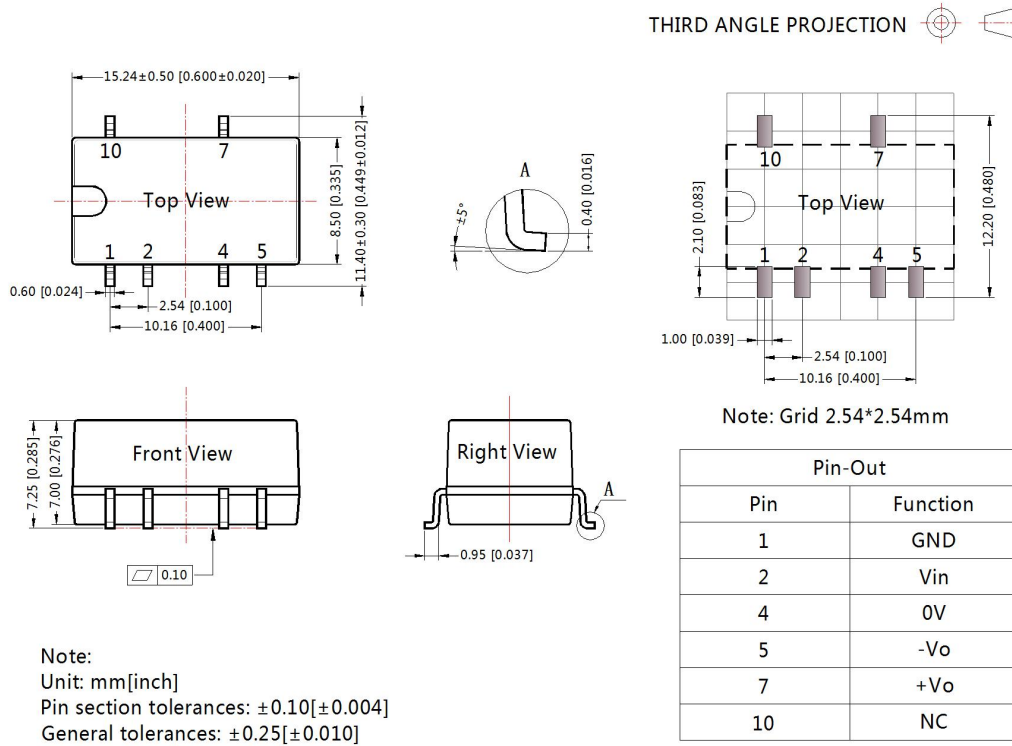 THIRD ANGLE PROJECTION
15.24±0.50 [0.600±0.020]
10 7
Top View
1 2 4 5
8.50 [0.335]
11.40±0.30 [0.449±0.012]
0.60 [0.024]
2.54 [0.100]
10.16 [0.400]
A
±5°
0.40 [0.016]
10 7
Top View
1 2 4 5
2.10 [0.083]
12.20 [0.480]
1.00 [0.039]
2.54 [0.100]
10.16 [0.400]
Note: Grid 2.54*2.54mm
Front View
7.25 [0.285]
7.00 [0.276]
0.10
Right View
A
0.95 [0.037]
Pin-Out
Pin Function
1 GND
2 Vin
4 0V
5 -Vo
7 +Vo
10 NC
Note:
Unit: mm[inch]
Pin section tolerances: ±0.10[±0.004]
General tolerances: ±0.25[±0.010]